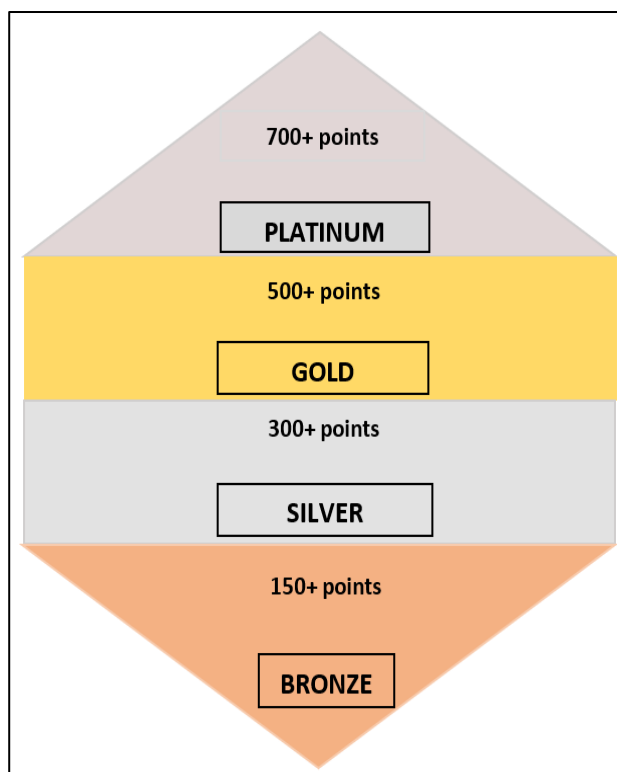 700+ points
PLATINUM
500+ points
GOLD
300+ points
SILVER
150+ points
BRONZE